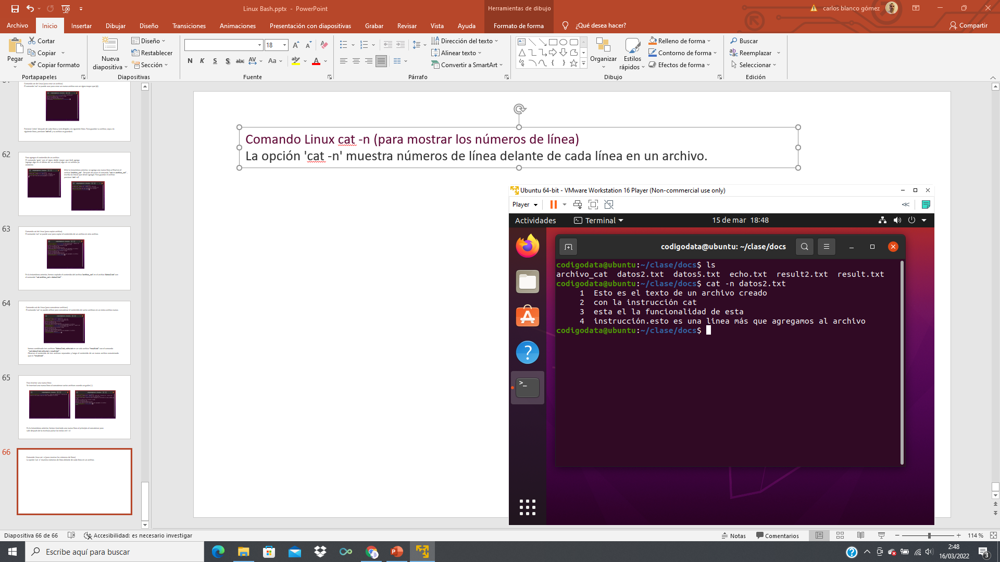 Linux Bash.pptx - PowerPoint
Herramientas de dibujo
carlos blanco gómez
Archivo Inicio Insertar Dibujar Diseño Transiciones Animaciones Presentación con diapositivas Grabar Revisar Vista Ayuda Formato de forma ¿Qué desea hacer? Compartir
Pegar
Cortar
Copiar
Copiar formato
Portapapeles
Nueva diapositiva
Diseño
Restablecer
Sección
Diapositivas
18
N K S S abc AV Aa A
Fuente
Dirección del texto
Alinear texto
Convertir a SmartArt
Párrafo
Organizar
Estilos rápidos
Relleno de forma
Contorno de forma
Efectos de forma
Dibujo
Buscar
Reemplazar
Seleccionar
Edición
62
63
64
65
66
Comando Linux cat -n (para mostrar los números de línea)
La opción 'cat -n' muestra números de línea delante de cada línea en un archivo.
Ubuntu 64-bit - VMware Workstation 16 Player (Non-commercial use only)
Player
Actividades Terminal 15 de mar 18:48
codigodata@ubuntu: ~/clase/docs
codigodata@ubuntu:~/clase/docs$ ls
archivo_cat datos2.txt datos5.txt echo.txt result2.txt result.txt
codigodata@ubuntu:~/clase/docs$ cat -n datos2.txt
1 Esto es el texto de un archivo creado
2 con la instrucción cat
3 esta el la funcionalidad de esta
4 instrucción.esto es una linea más que agregamos al archivo
codigodata@ubuntu:~/clase/docs$
Diapositiva 66 de 66 Accesibilidad: es necesario investigar Notas Comentarios 114 %
Escribe aquí para buscar
2:48
16/03/2022
3